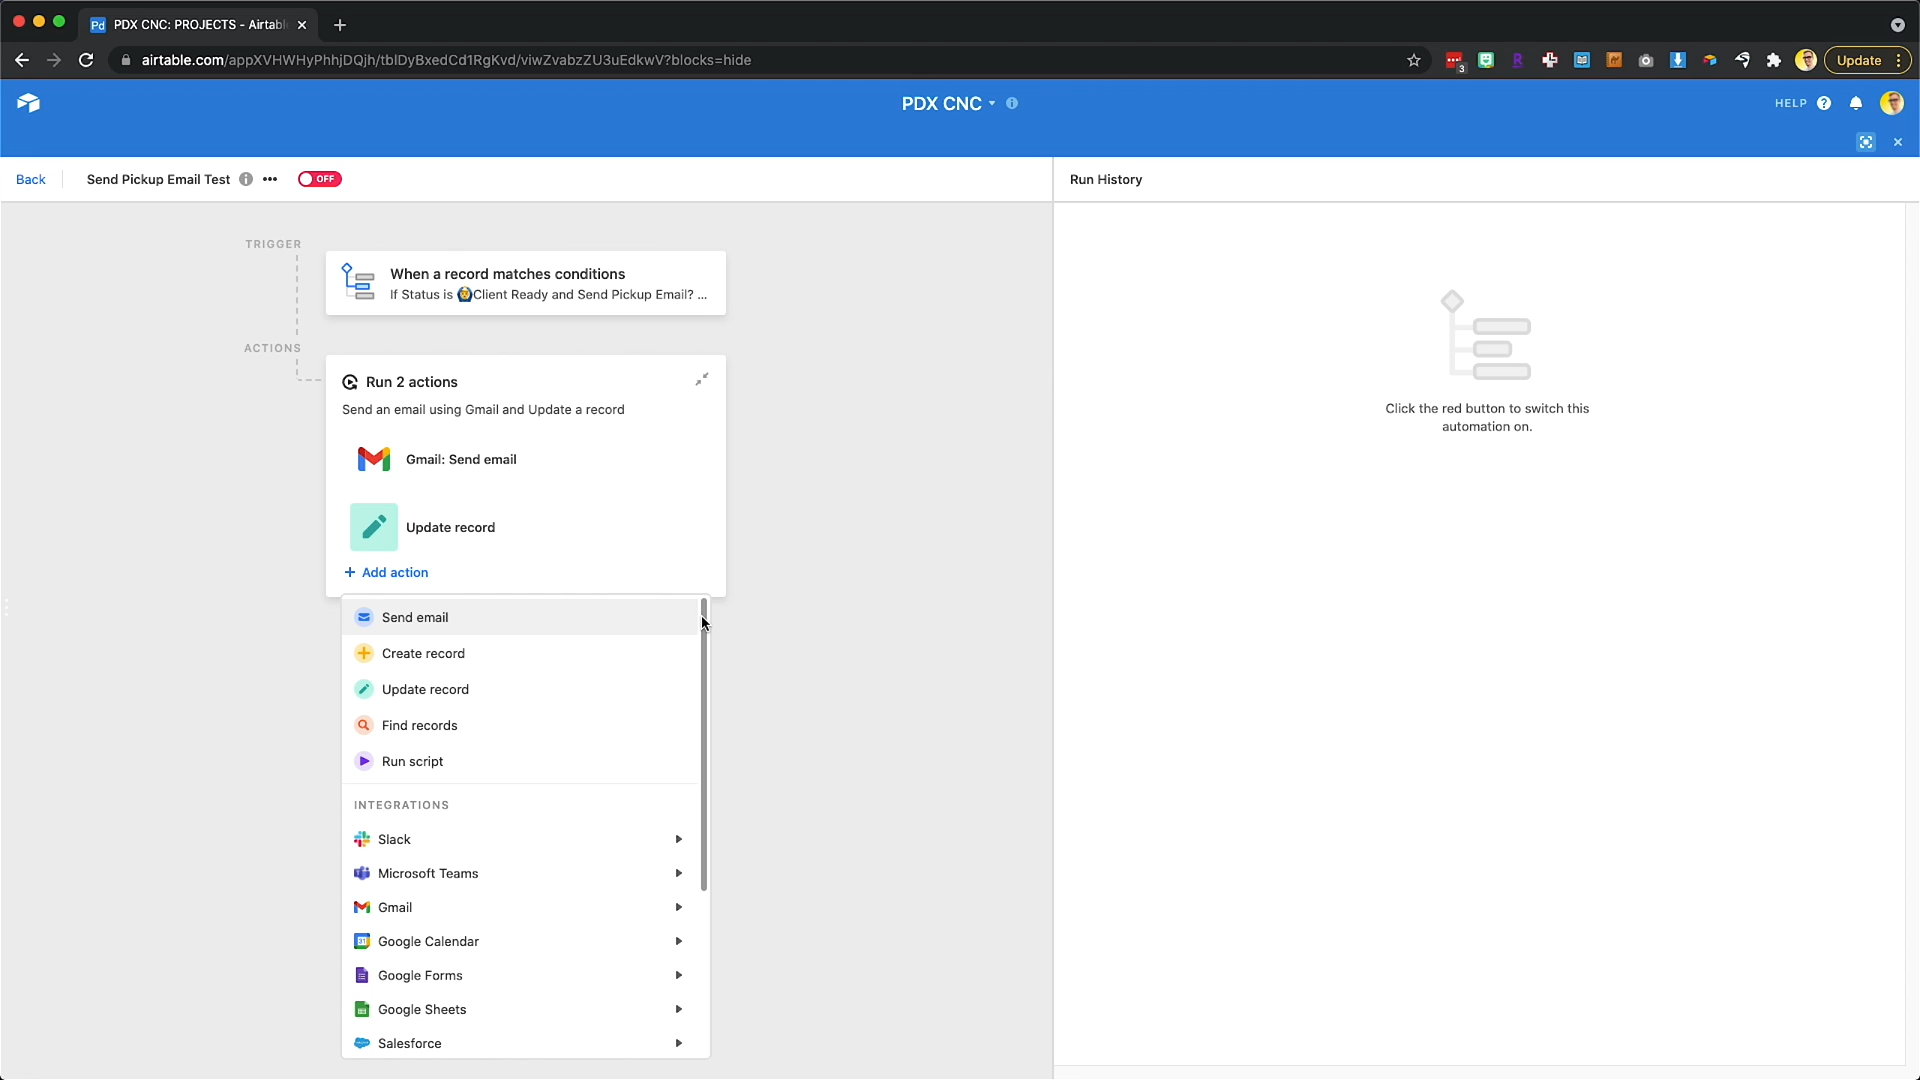 Pd PDX CNC: PROJECTS - Airtabl
airtable.com/appXVHWHyPhhjDQjh/tblDyBxedCd1RgKvd/viwZvabzZU3uEdkwV?blocks=hide
3
R
Update
PDX CNC
HELP
Back
Send Pickup Email Test
OFF
Run History
TRIGGER
When a record matches conditions
If Status is 🙆‍♂️Client Ready and Send Pickup Email? ...
ACTIONS
Run 2 actions
Send an email using Gmail and Update a record
Gmail: Send email
Update record
+ Add action
Click the red button to switch this
automation on.
Send email
Create record
Update record
Find records
Run script
INTEGRATIONS
Slack
Microsoft Teams
Gmail
31 Google Calendar
Google Forms
Google Sheets
Salesforce